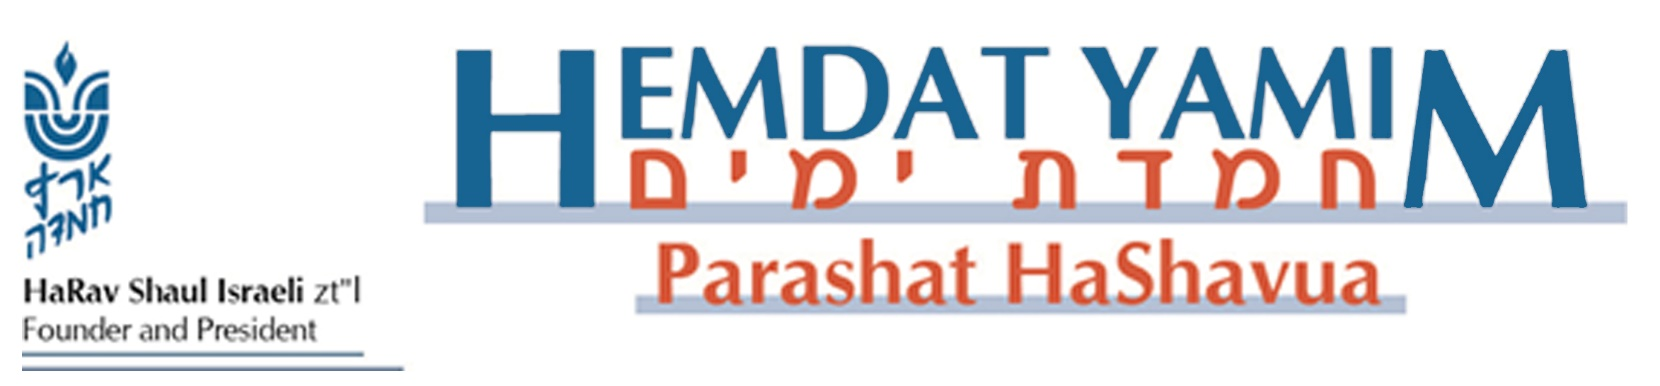 ארץ
חמדה
HaRav Shaul Israeli zt"l
Founder and President
HEMDAT YAMIM
חמדת ימים
Parashat HaShavua